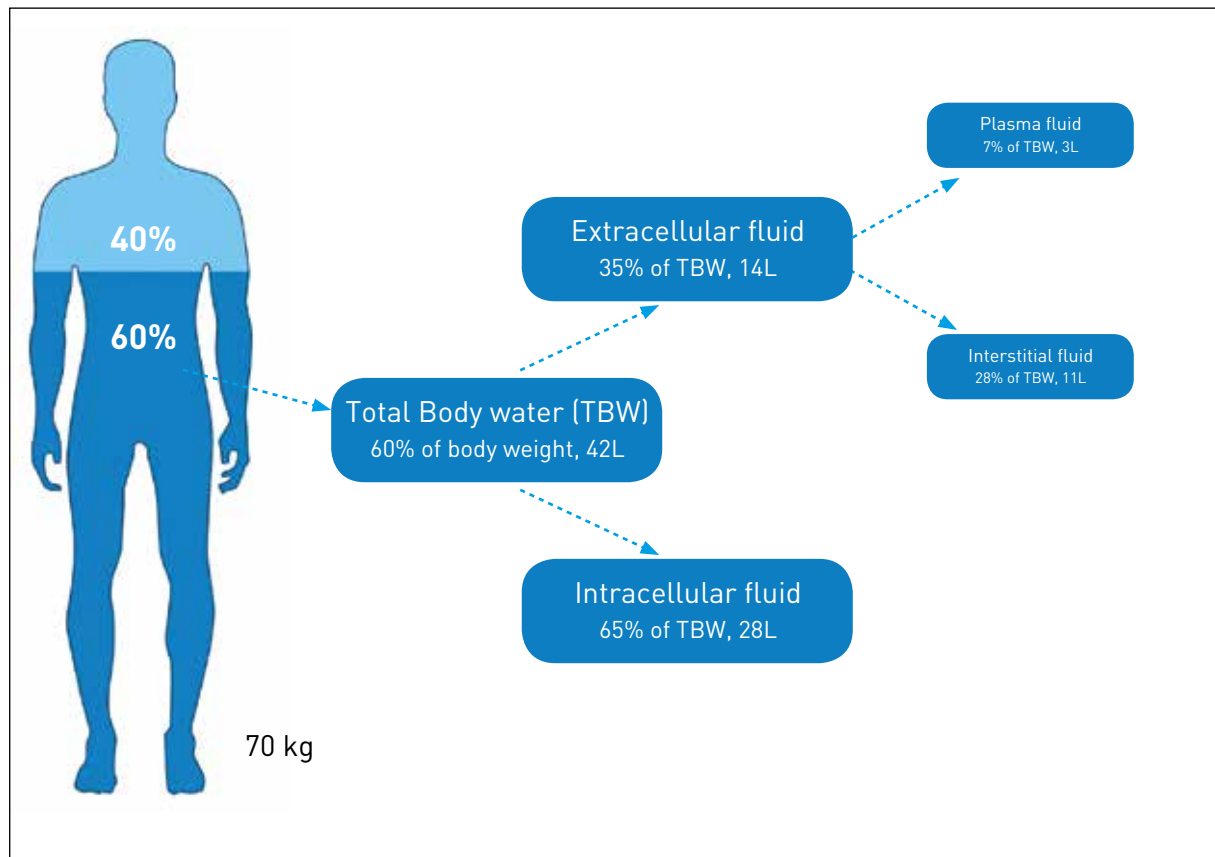 40%
60%
70 kg
Total Body water (TBW)
60% of body weight, 42L
Extracellular fluid
35% of TBW, 14L
Intracellular fluid
65% of TBW, 28L
Plasma fluid
7% of TBW, 3L
Interstitial fluid
28% of TBW, 11L